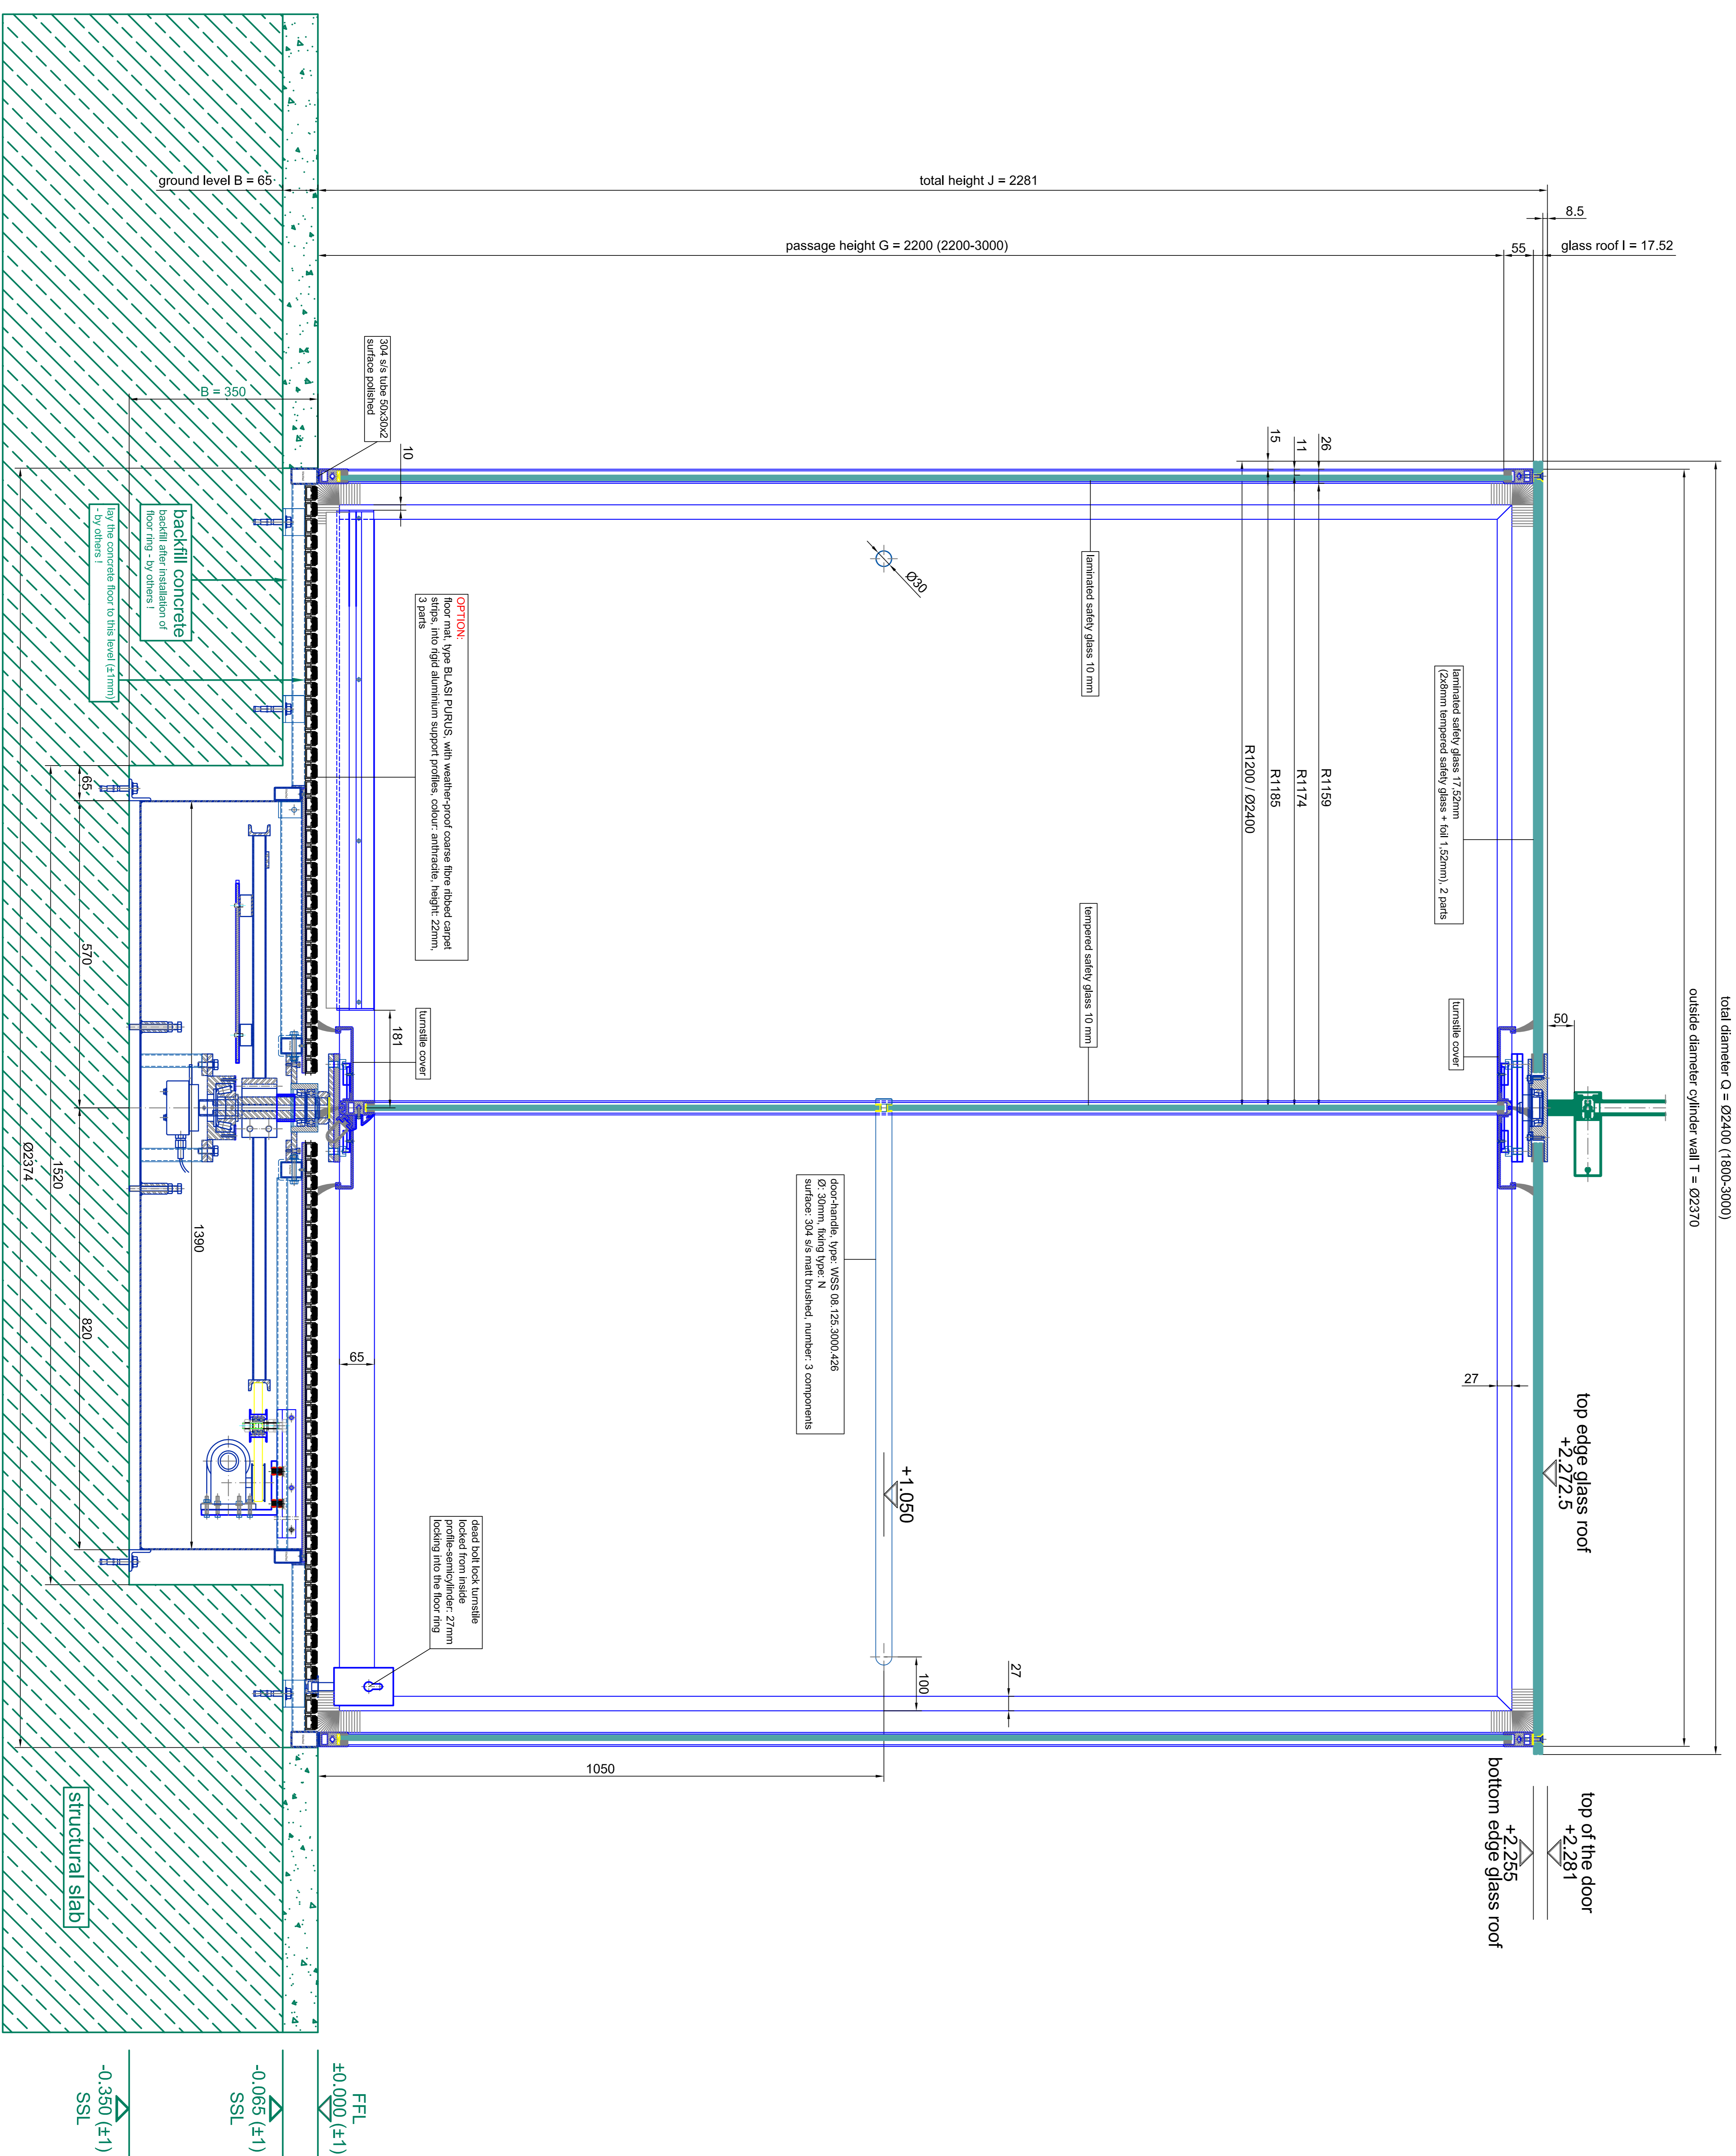 total diameter Q = Ø2400 (1800-3000)
outside diameter cylinder wall T = Ø2370
50
8.5
glass roof I = 17.52
55
total height J = 2281
passage height G = 2200 (2200-3000)
ground level B = 65
B = 350
top edge glass roof
+2.272.5
top of the door
+2.281
+2.255
bottom edge glass roof
laminated safety glass 17,52mm
(2x8mm tempered safety glass + foil 1,52mm), 2 parts
turnstile cover
27
26
R1159
11
R1174
15
R1185
R1200 / Ø2400
laminated safety glass 10 mm
tempered safety glass 10 mm
27
Ø30
+1.050
100
door-handle, type: WSS 08.125.3000.426
Ø: 30mm, fixing type: N
surface: 304 s/s matt brushed, number: 3 components
1050
OPTION:
floor mat, type BLASI PURUS, with weather-proof coarse fibre ribbed carpet
strips, into rigid aluminium support profiles, colour: anthracite, height: 22mm,
3 parts
turnstile cover
dead bolt lock turnstile
locked from inside
profile-semicylinder: 27mm
locking into the floor ring
304 s/s tube 50x30x2
surface polished
10
181
65
backfill concrete
backfill after installation of
floor ring - by others !
lay the concrete floor to this level (±1mm)
- by others !
1390
65
570
820
1520
Ø2374
structural slab
FFL
±0.000 (±1)
-0.065 (±1)
SSL
-0.350 (±1)
SSL